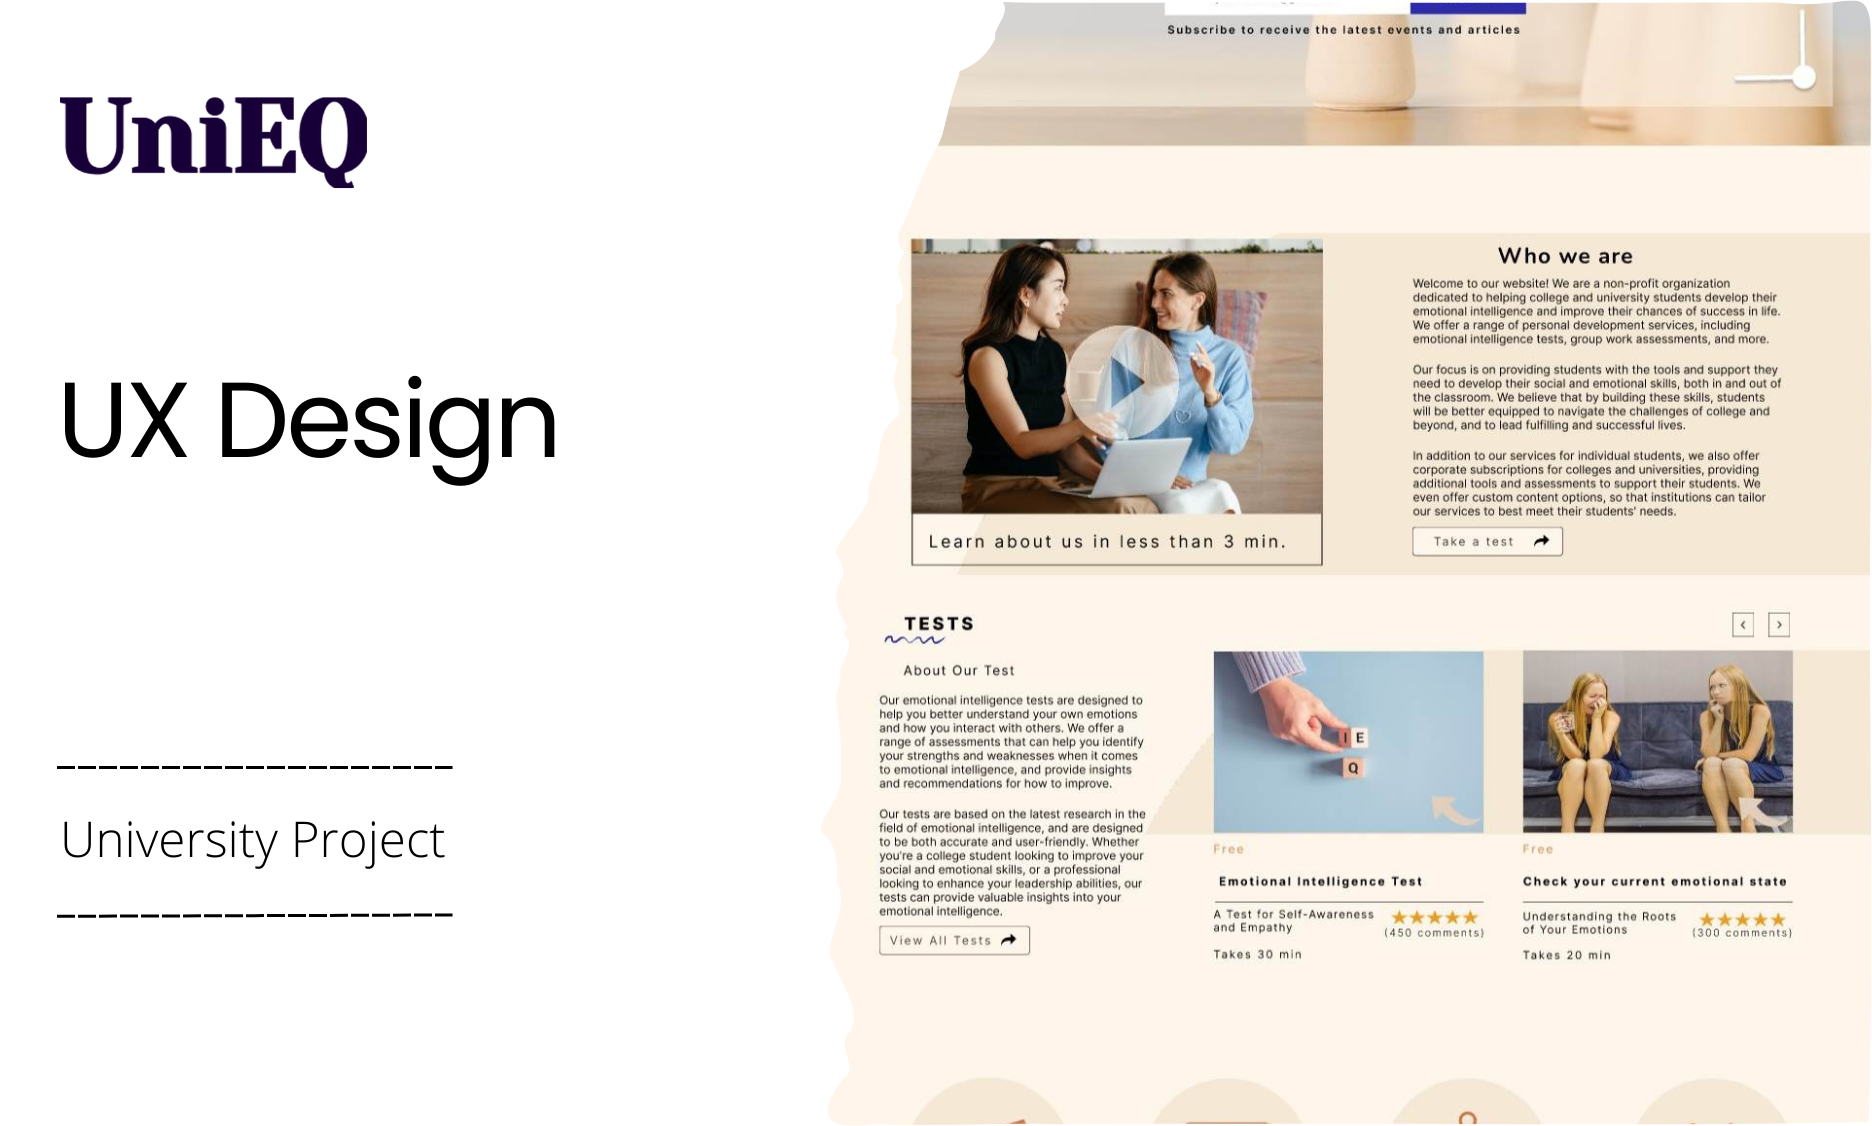 UniEQ
UX Design
University Project
Subscribe to receive the latest events and articles
Learn about us in less than 3 min.
Who we are
Welcome to our website! We are a non-profit organization
dedicated to helping college and university students develop their
emotional intelligence and improve their chances of success in life.
We offer a range of personal development services, including
emotional intelligence tests, group work assessments, and more.
Our focus is on providing students with the tools and support they
need to develop their social and emotional skills, both in and out of
the classroom. We believe that by building these skills, students
will be better equipped to navigate the challenges of college and
beyond, and to lead fulfilling and successful lives.
In addition to our services for individual students, we also offer
corporate subscriptions for colleges and universities, providing
additional tools and assessments to support their students. We
even offer custom content options, so that institutions can tailor
our services to best meet their students' needs.
Take a test
TESTS
About Our Test
Our emotional intelligence tests are designed to
help you better understand your own emotions
and how you interact with others. We offer a
range of assessments that can help you identify
your strengths and weaknesses when it comes
to emotional intelligence, and provide insights
and recommendations for how to improve.
Our tests are based on the latest research in the
field of emotional intelligence, and are designed
to be both accurate and user-friendly. Whether
you're a college student looking to improve your
social and emotional skills, or a professional
looking to enhance your leadership abilities, our
tests can provide valuable insights into your
emotional intelligence.
View All Tests
I E
Q
Free
Emotional Intelligence Test
A Test for Self-Awareness
and Empathy
(450 comments)
Takes 30 min
Free
Check your current emotional state
Understanding the Roots
of Your Emotions
(300 comments)
Takes 20 min